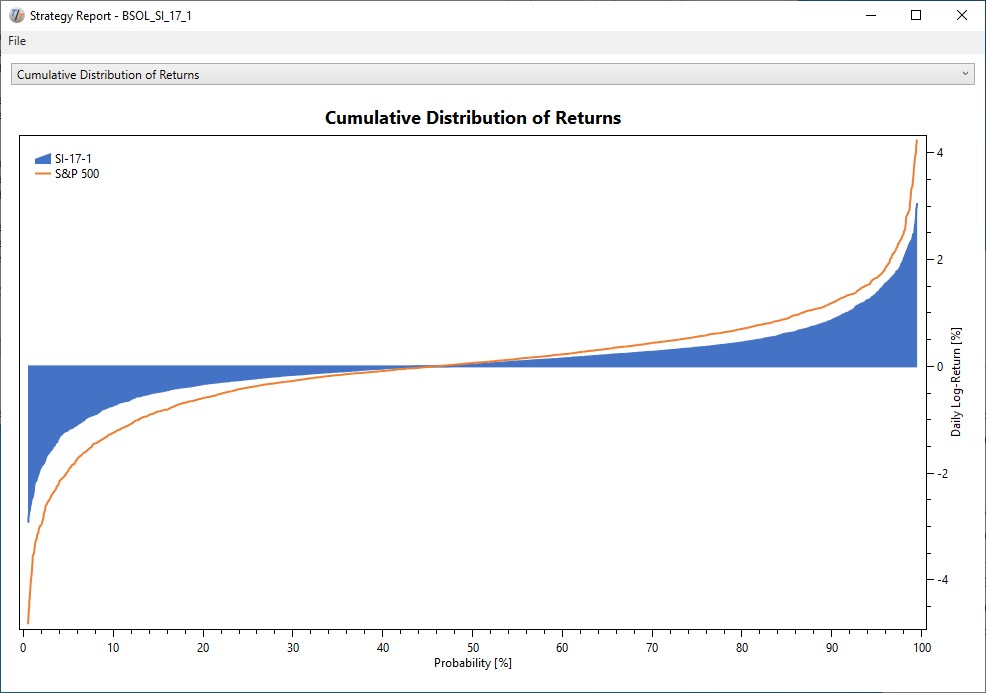 Strategy Report - BSOL_SI_17_1
File
Cumulative Distribution of Returns
Cumulative Distribution of Returns
SI-17-1
S&P 500
4
2
0
-2
-4
Daily Log-Return [%]
0 10 20 30 40 50 60 70 80 90 100
Probability [%]